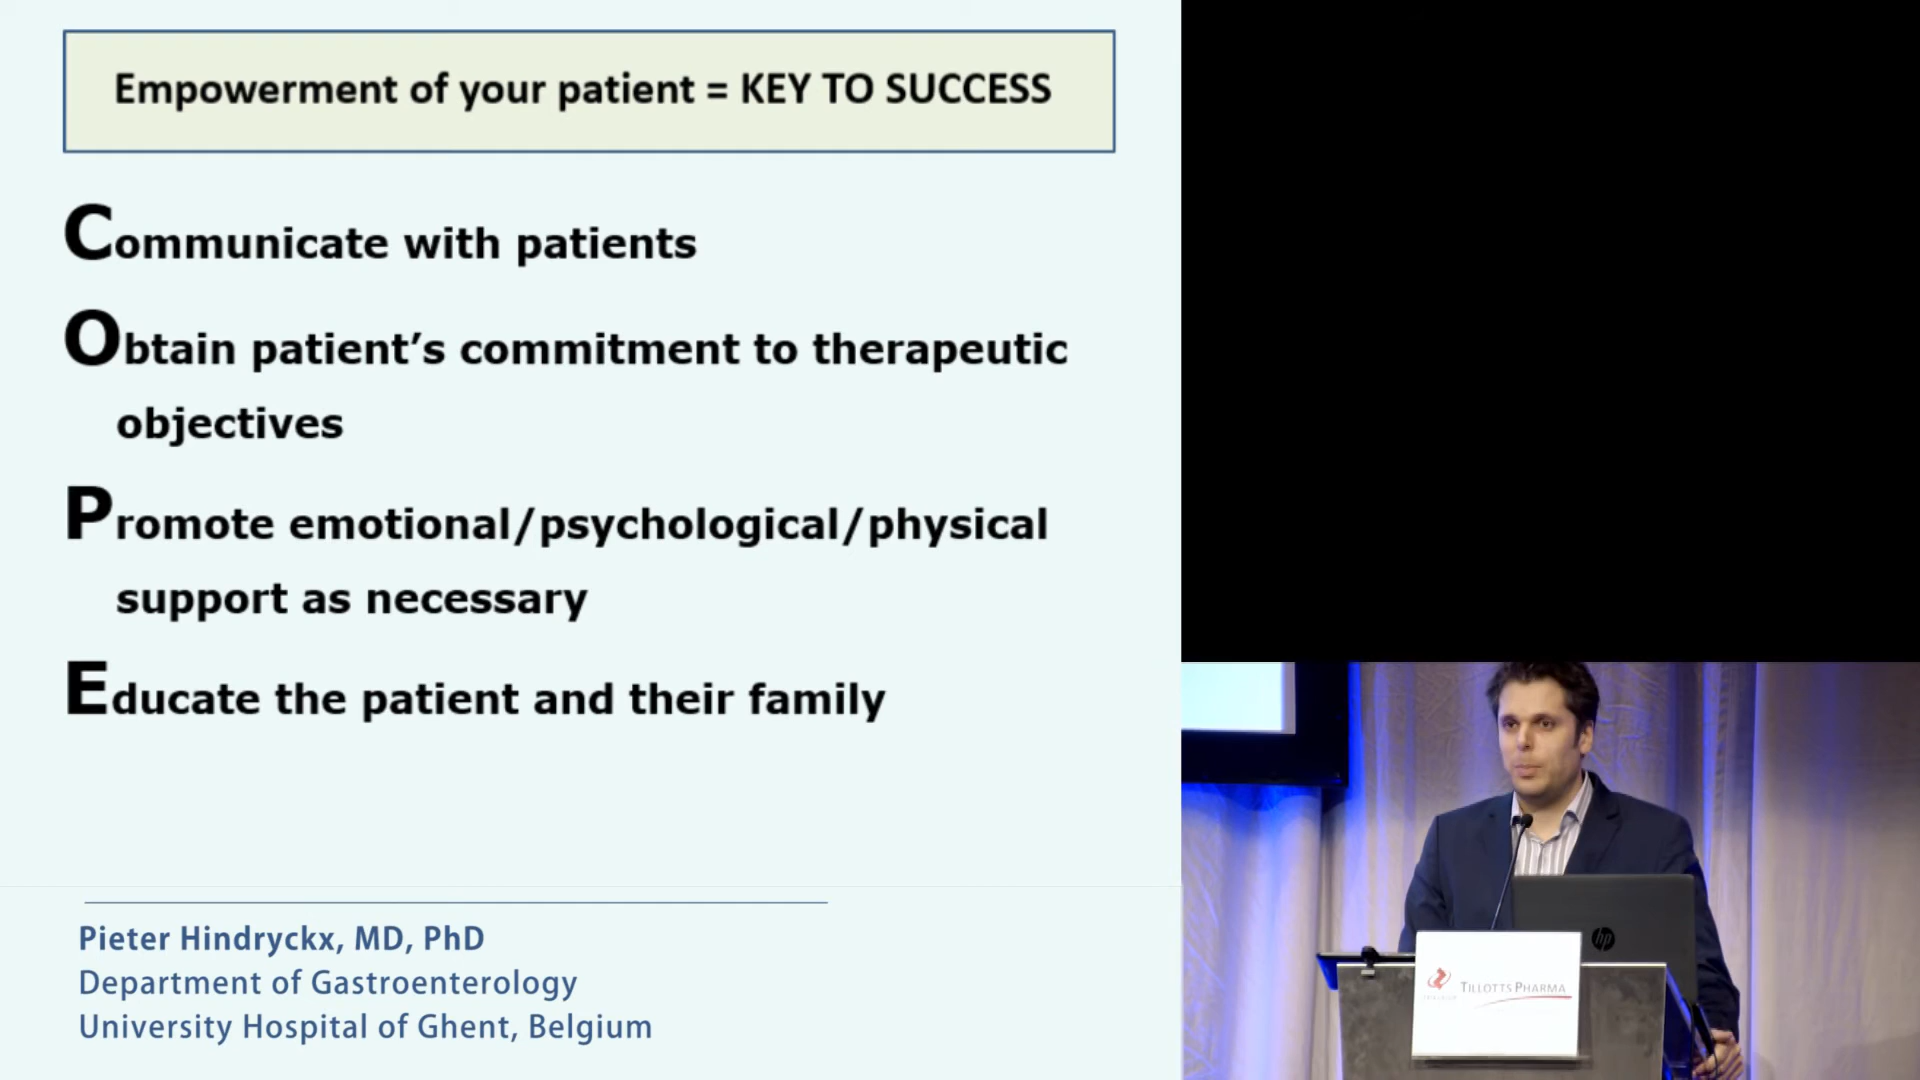 Empowerment of your patient = KEY TO SUCCESS
Communicate with patients
Obtain patient’s commitment to therapeutic
objectives
Promote emotional/psychological/physical
support as necessary
Educate the patient and their family
Pieter Hindryckx, MD, PhD
Department of Gastroenterology
University Hospital of Ghent, Belgium
hp
TILLOTTS PHARMA